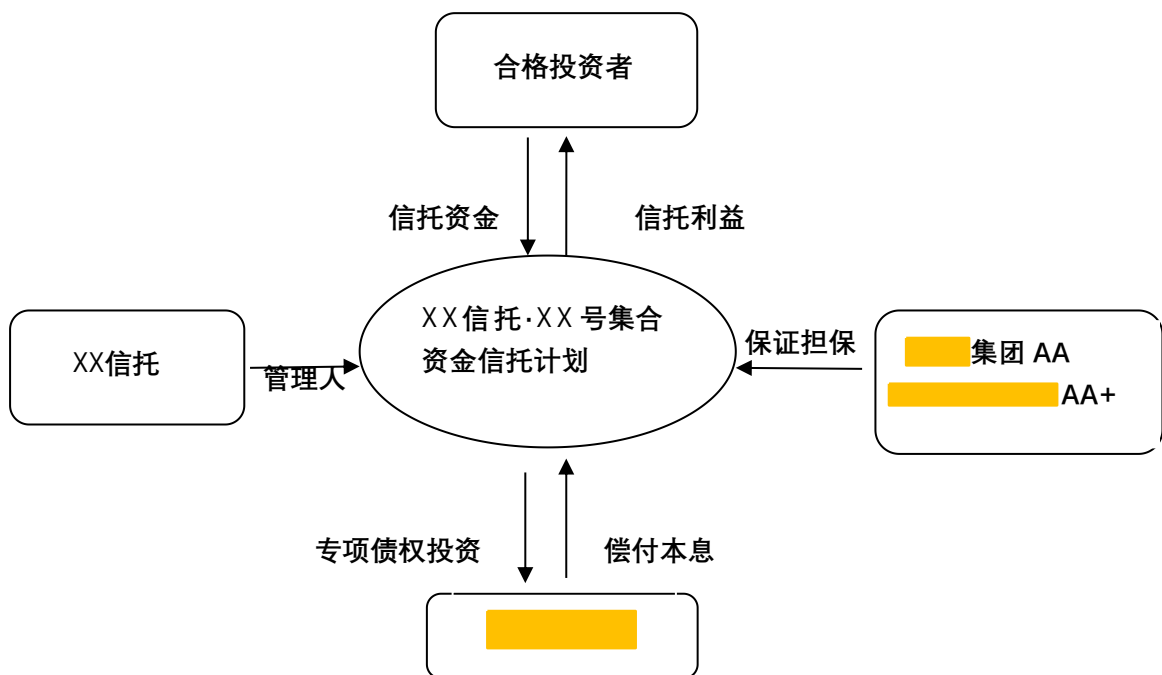 合格投资者
信托资金
信托利益
XX信托·XX号集合
资金信托计划
XX信托
管理人
保证担保
集团 AA
AA+
专项债权投资
偿付本息